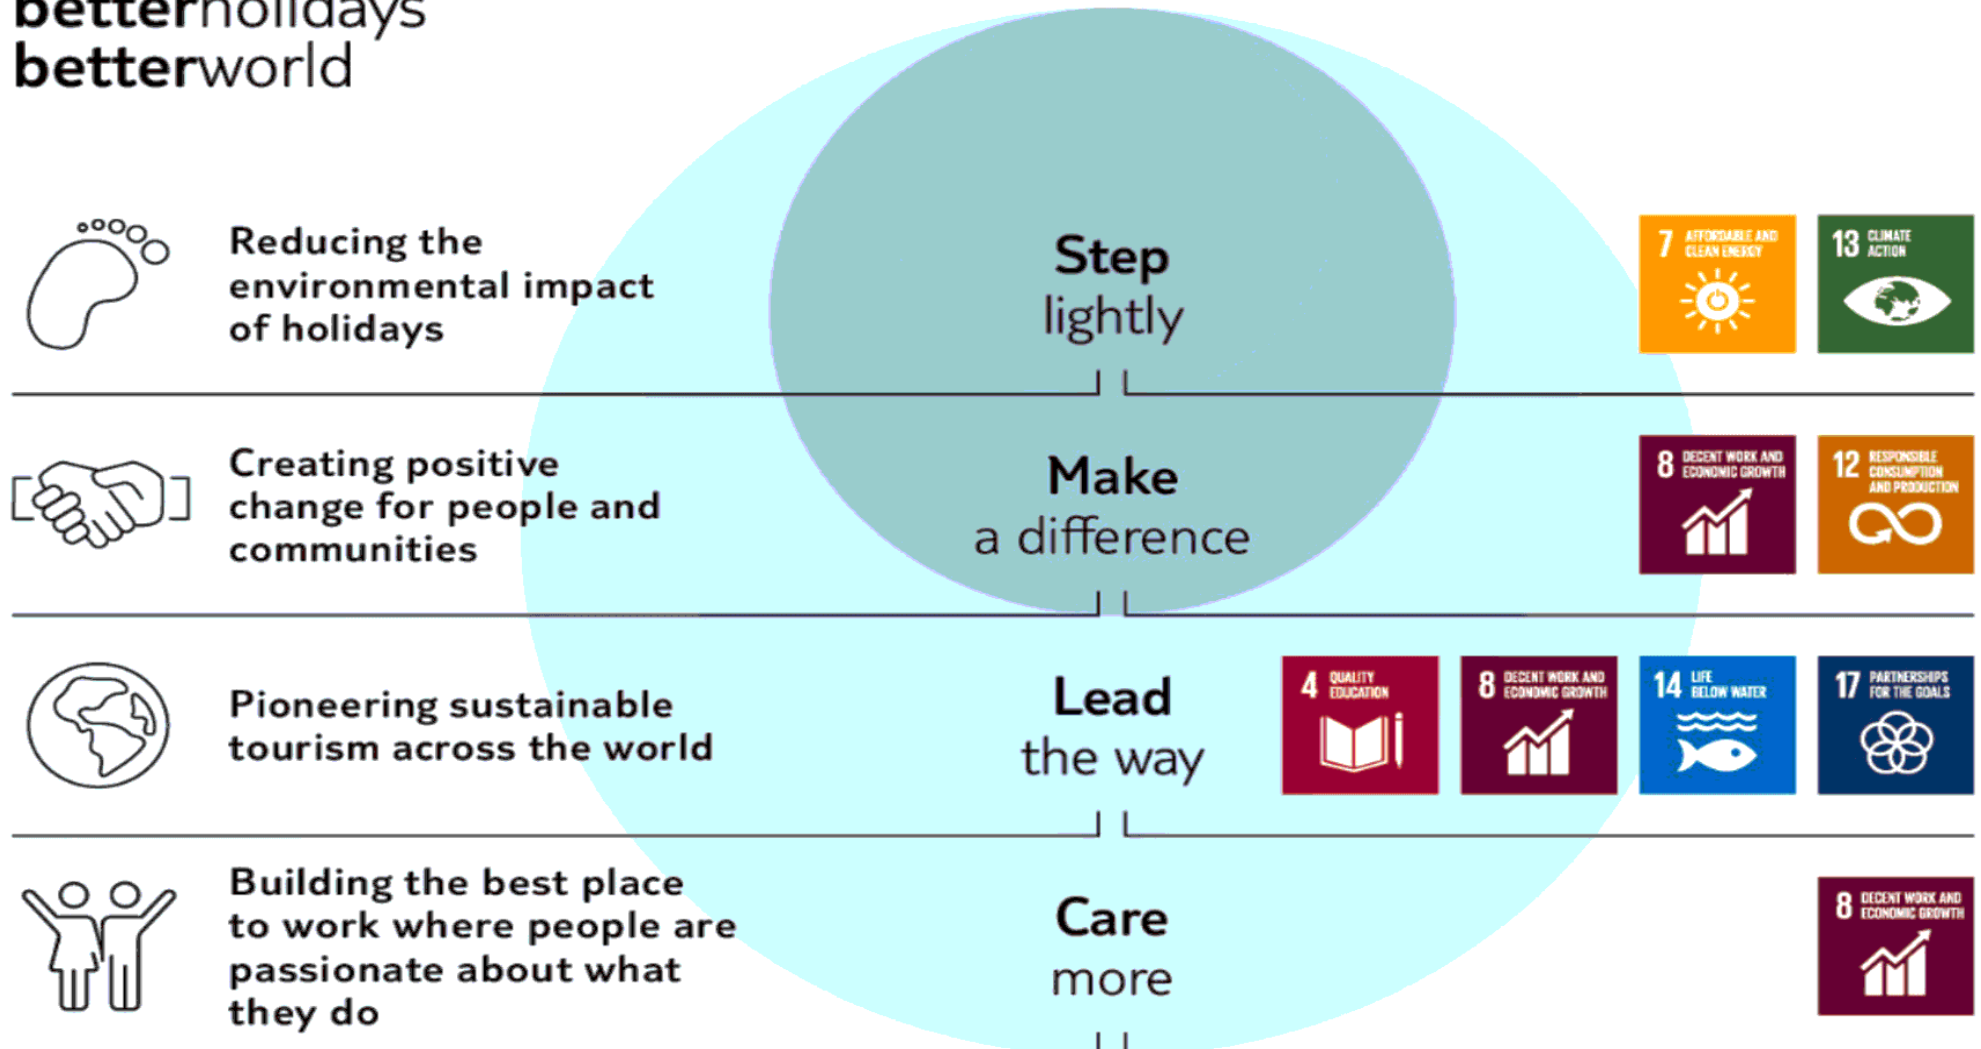 betterholidays
betterworld
Reducing the
environmental impact
of holidays
Step
lightly
7 AFFORDABLE AND
CLEAN ENERGY
13 CLIMATE
ACTION
Creating positive
change for people and
communities
Make
a difference
8 DECENT WORK AND
ECONOMIC GROWTH
12 RESPONSIBLE
CONSUMPTION
AND PRODUCTION
Pioneering sustainable
tourism across the world
Lead
the way
4 QUALITY
EDUCATION
8 DECENT WORK AND
ECONOMIC GROWTH
14 LIFE
BELOW WATER
17 PARTNERSHIPS
FOR THE GOALS
Building the best place
to work where people are
passionate about what
they do
Care
more
8 DECENT WORK AND
ECONOMIC GROWTH